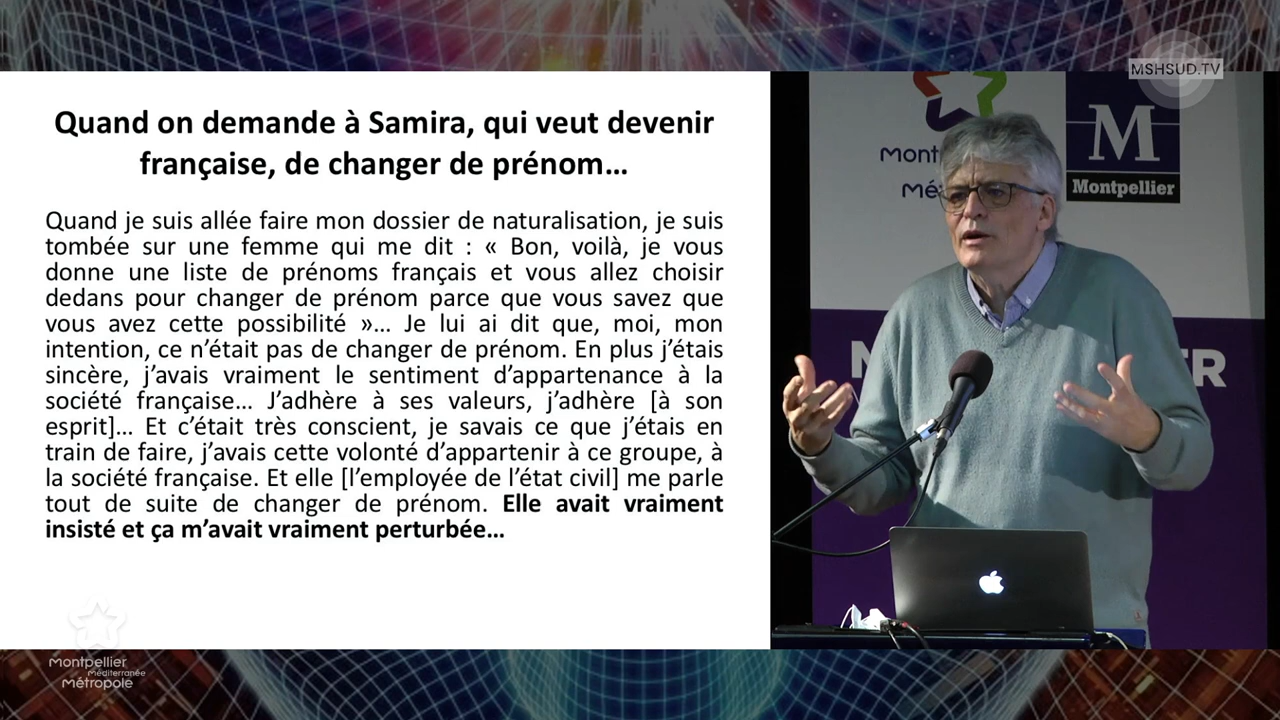 MSHSUD.TV
Quand on demande à Samira, qui veut devenir
française, de changer de prénom…
Quand je suis allée faire mon dossier de naturalisation, je suis
tombée sur une femme qui me dit : « Bon, voilà, je vous
donne une liste de prénoms français et vous allez choisir
dedans pour changer de prénom parce que vous savez que
vous avez cette possibilité »… Je lui ai dit que, moi, mon
intention, ce n’était pas de changer de prénom. En plus j’étais
sincère, j’avais vraiment le sentiment d’appartenance à la
société française… J’adhère à ses valeurs, j’adhère [à son
esprit]… Et c’était très conscient, je savais ce que j’étais en
train de faire, j’avais cette volonté d’appartenir à ce groupe, à
la société française. Et elle [l’employée de l’état civil] me parle
tout de suite de changer de prénom. Elle avait vraiment
insisté et ça m’avait vraiment perturbée…
Mont
Mé
M
Montpellier
M
ER
Montpellier
Méditerranée
Métropole